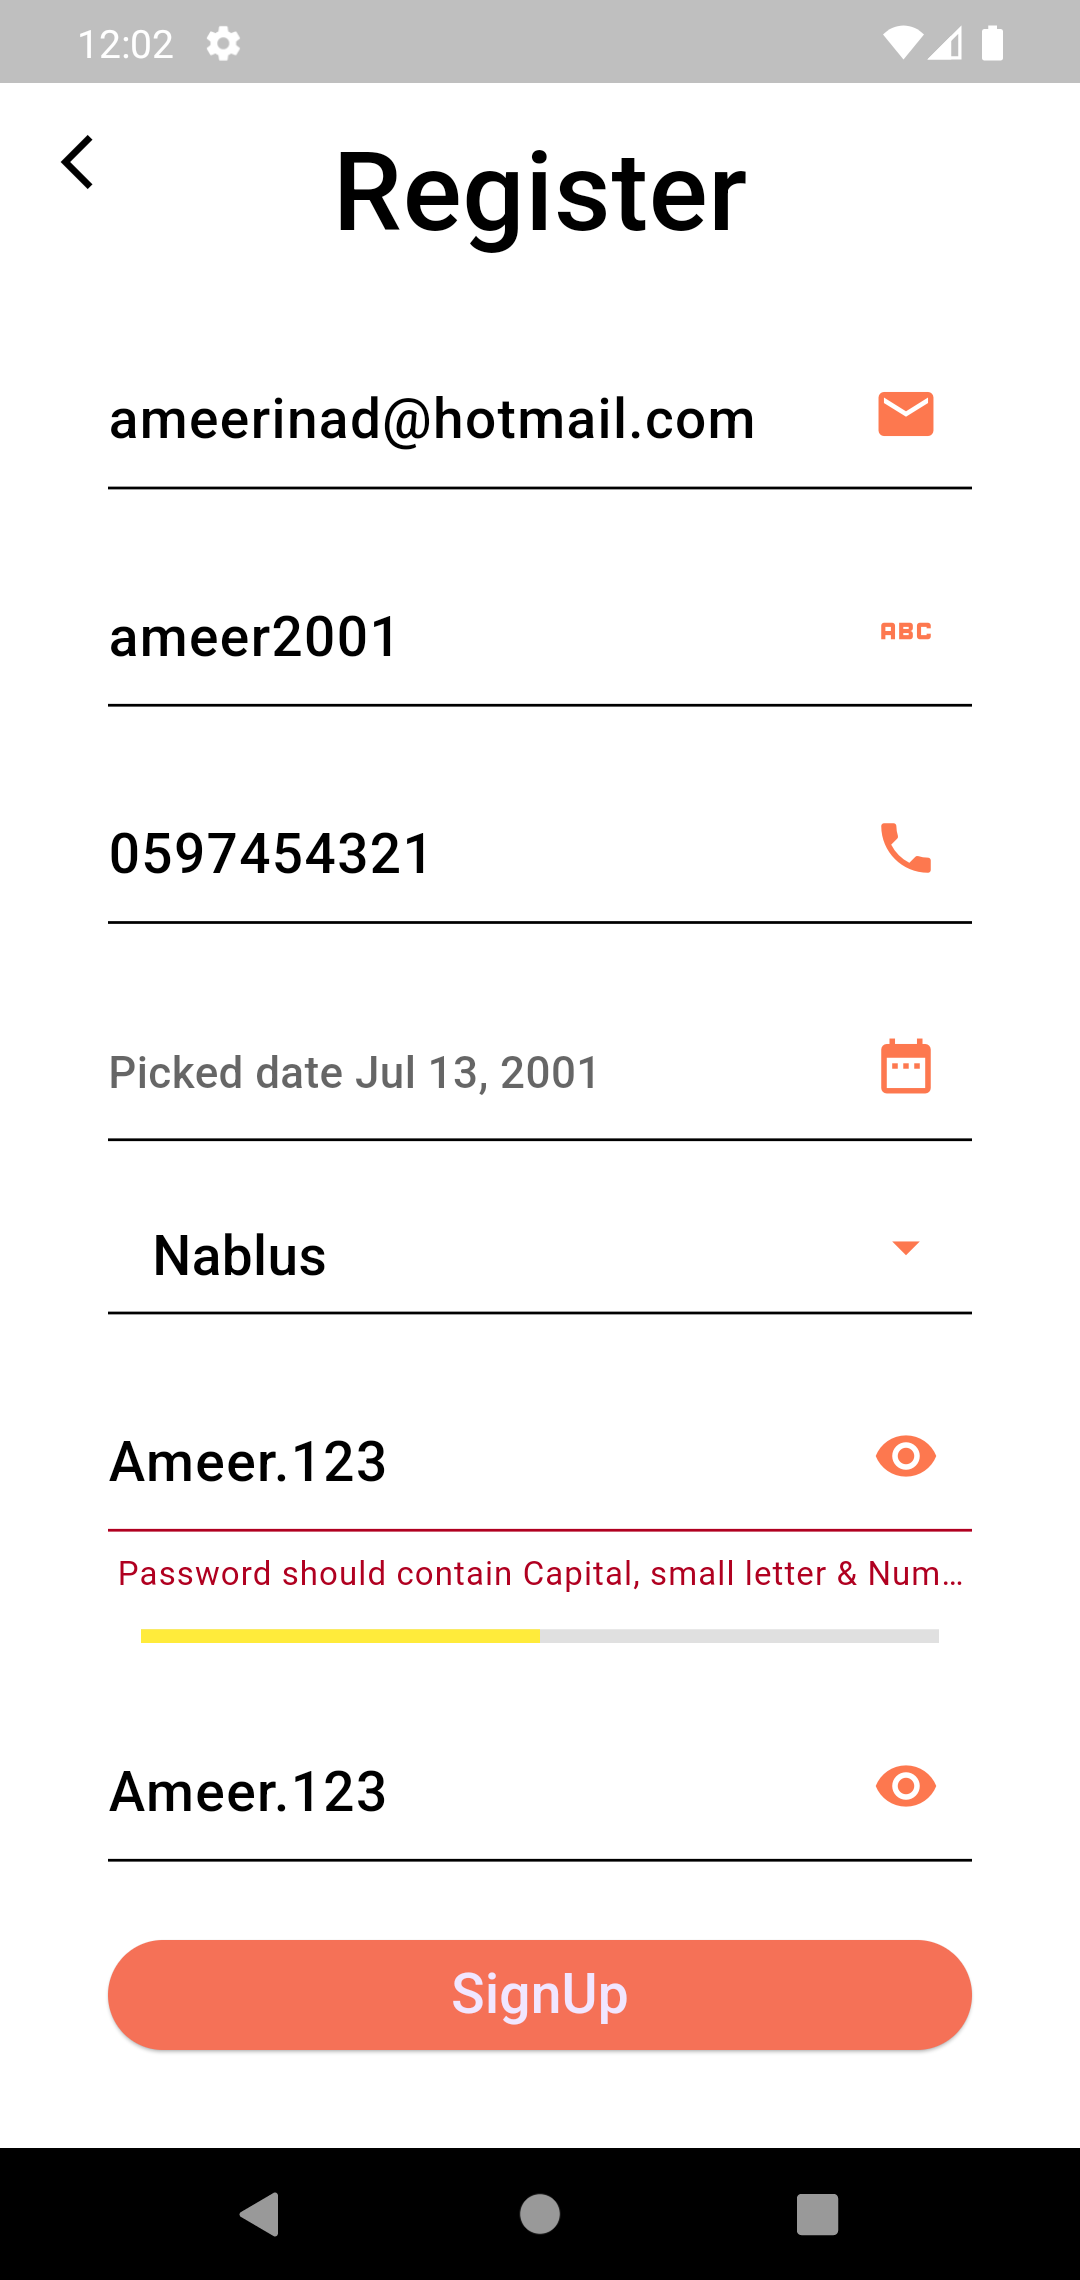 12:02
Register
ameerinad@hotmail.com
ameer2001
ABC
0597454321
Picked date Jul 13, 2001
Nablus
Ameer.123
Password should contain Capital, small letter & Num…
Ameer.123
SignUp